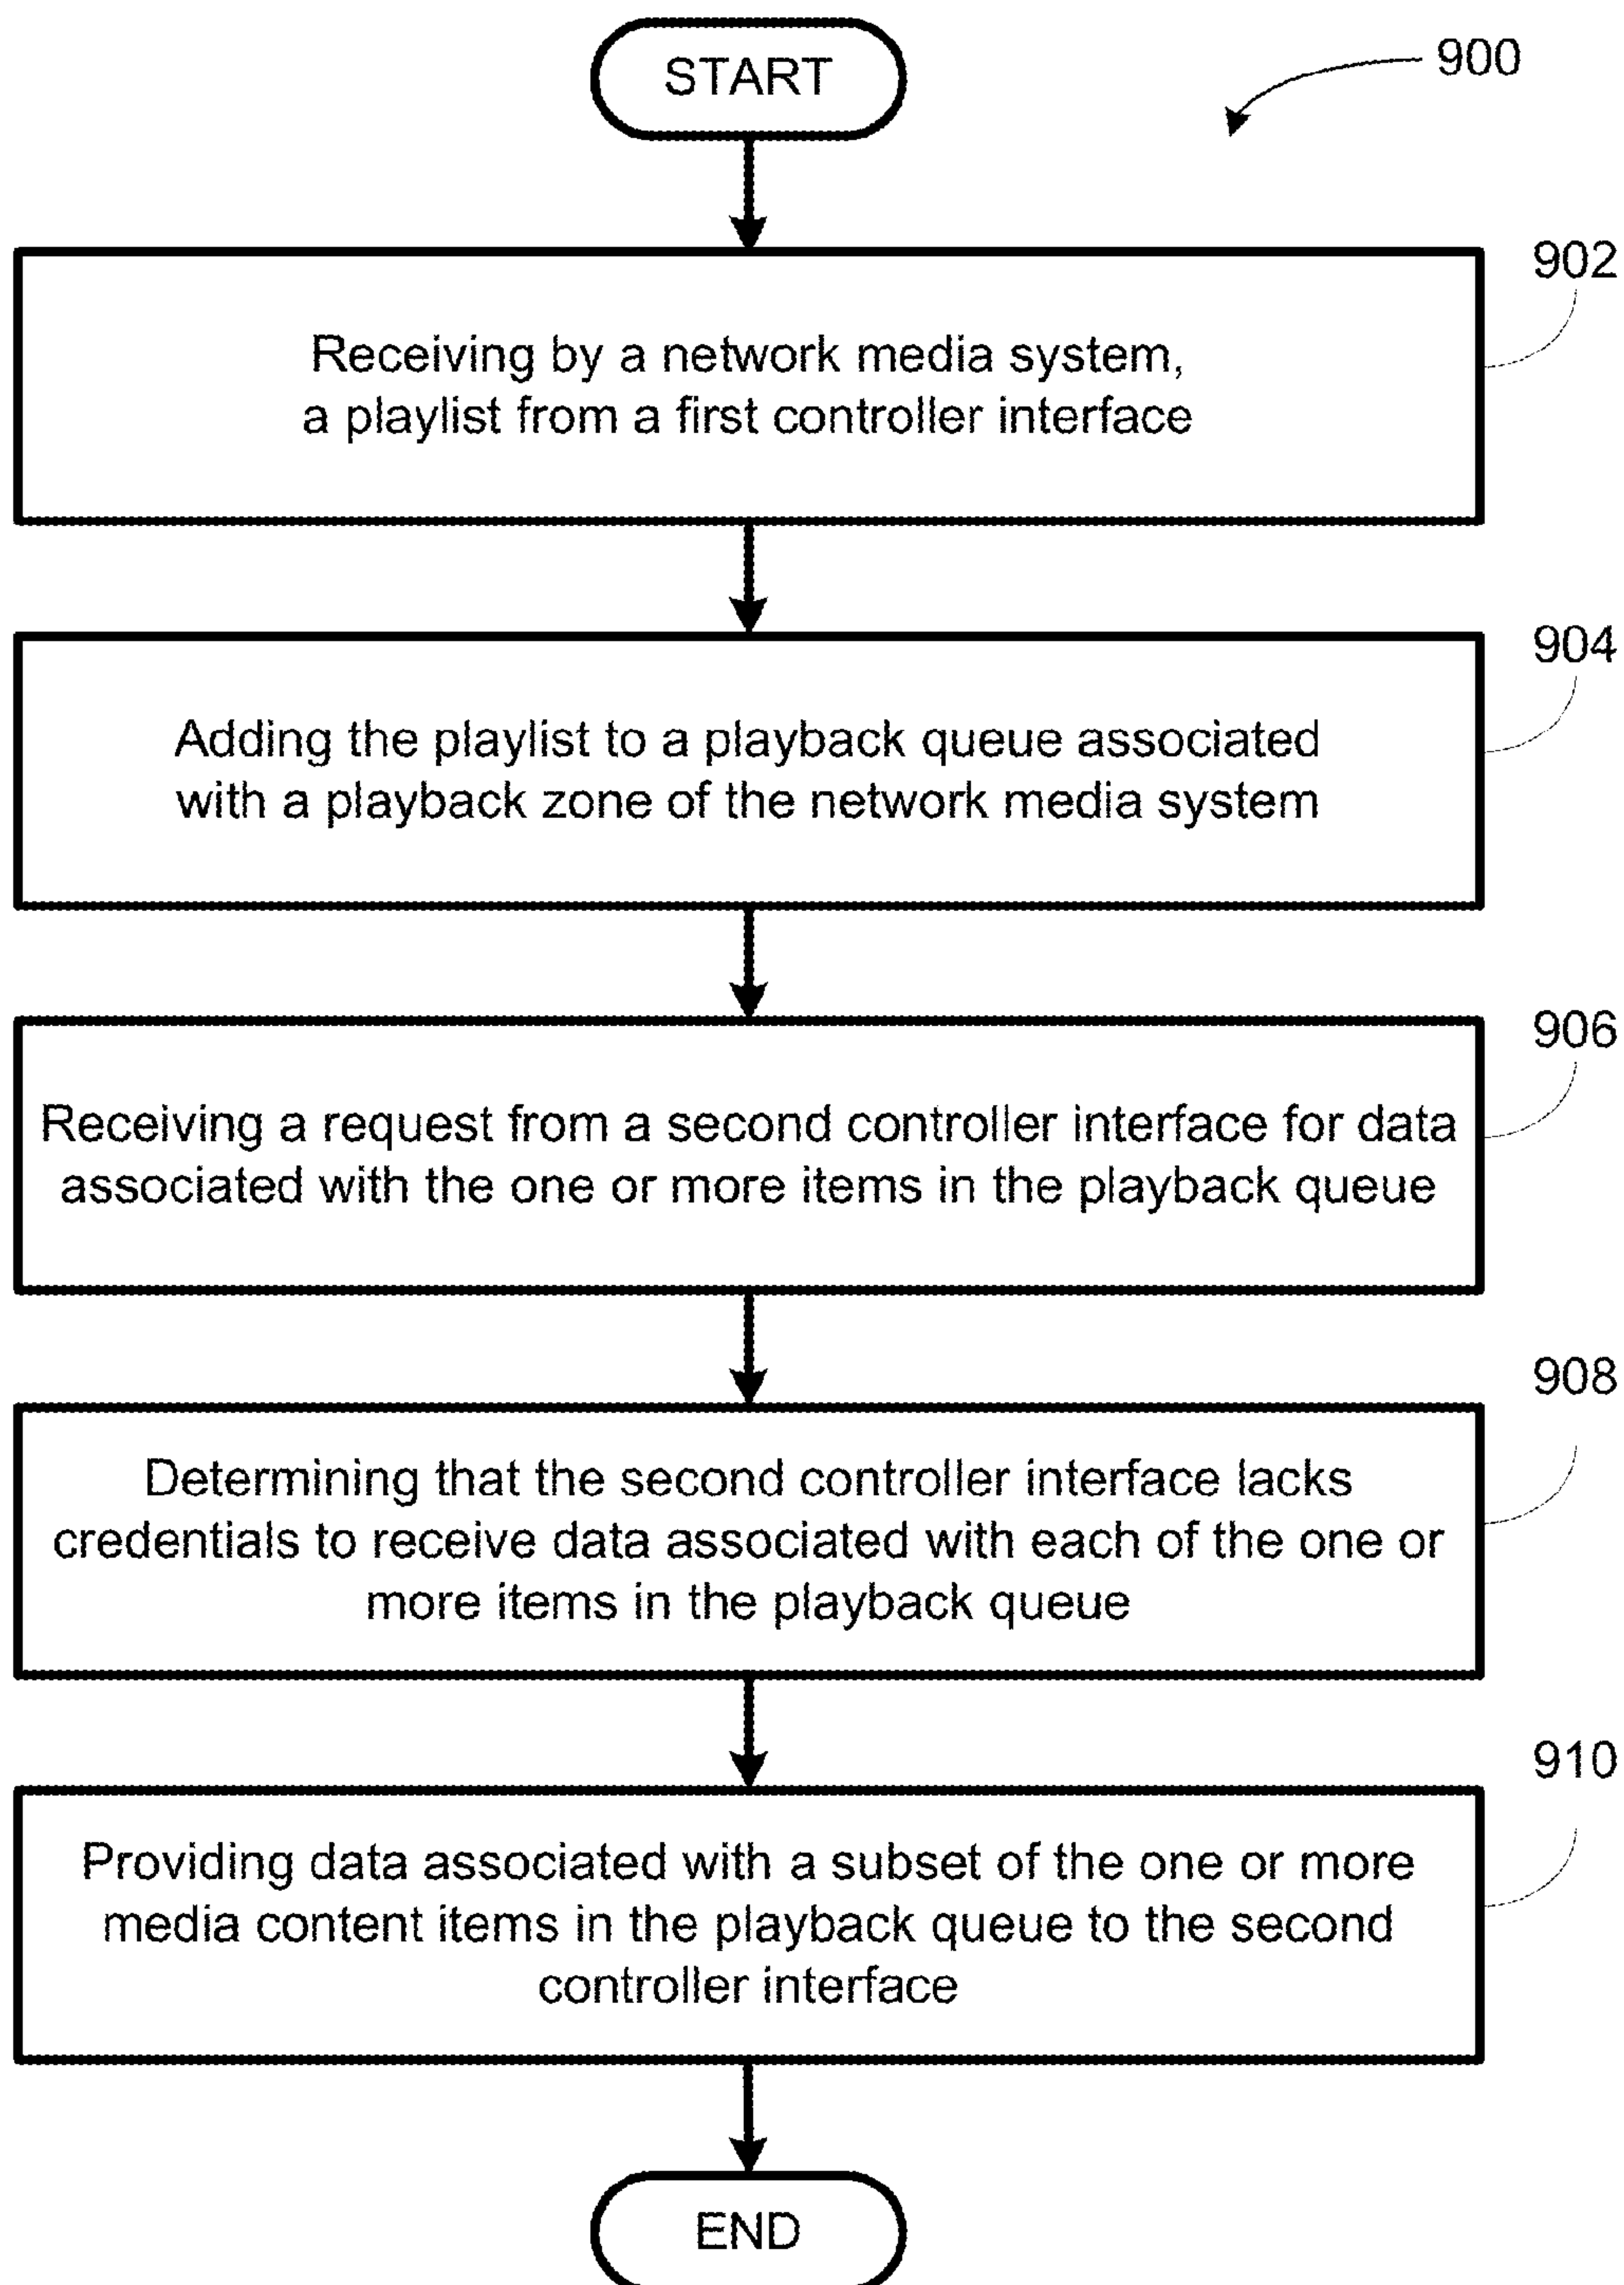 START
900
902
Receiving by a network media system,
a playlist from a first controller interface
904
Adding the playlist to a playback queue associated
with a playback zone of the network media system
906
Receiving a request from a second controller interface for data
associated with the one or more items in the playback queue
908
Determining that the second controller interface lacks
credentials to receive data associated with each of the one or
more items in the playback queue
910
Providing data associated with a subset of the one or more
media content items in the playback queue to the second
controller interface
END